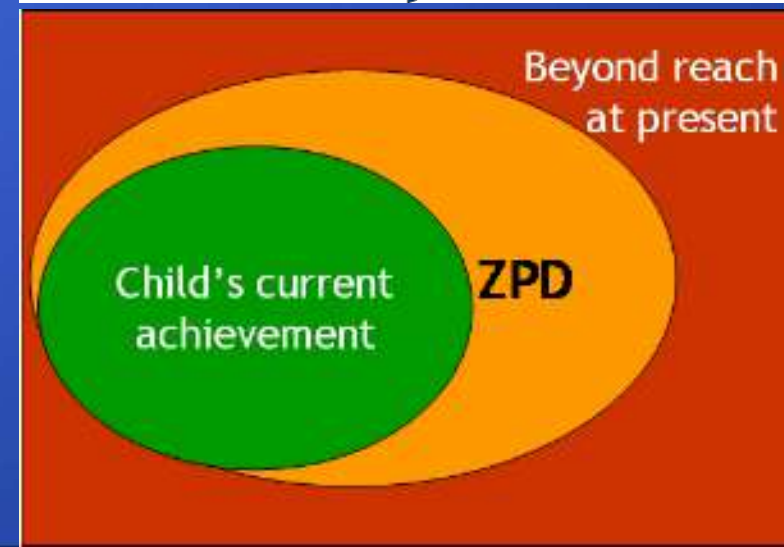 Beyond reach
at present
Child's current
achievement
ZPD